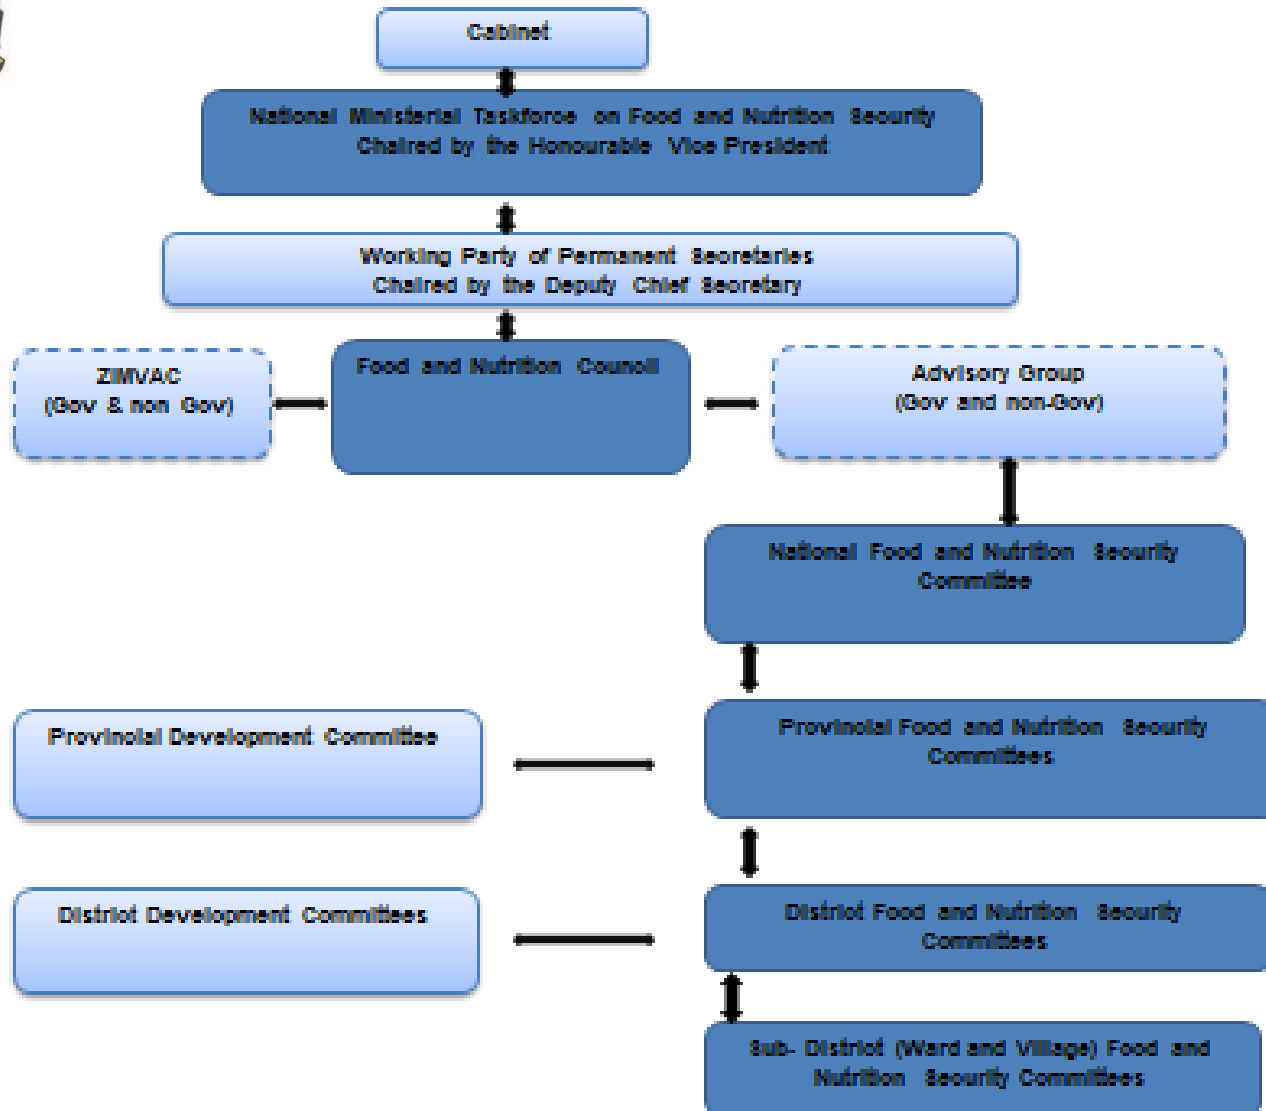 Cabinet
National Ministerial Taskforce on Food and Nutrition Security
Chaired by the Honourable Vice President
Working Party of Permanent Secretaries
Chaired by the Deputy Chief Secretary
ZIMVAC
(Gov & non Gov)
Food and Nutrition Council
Advisory Group
(Gov and non-Gov)
National Food and Nutrition Security
Committee
Provincial Development Committee
Provincial Food and Nutrition Security
Committees
District Development Committees
District Food and Nutrition Security
Committees
Sub- District (Ward and Village) Food and
Nutrition Security Committees